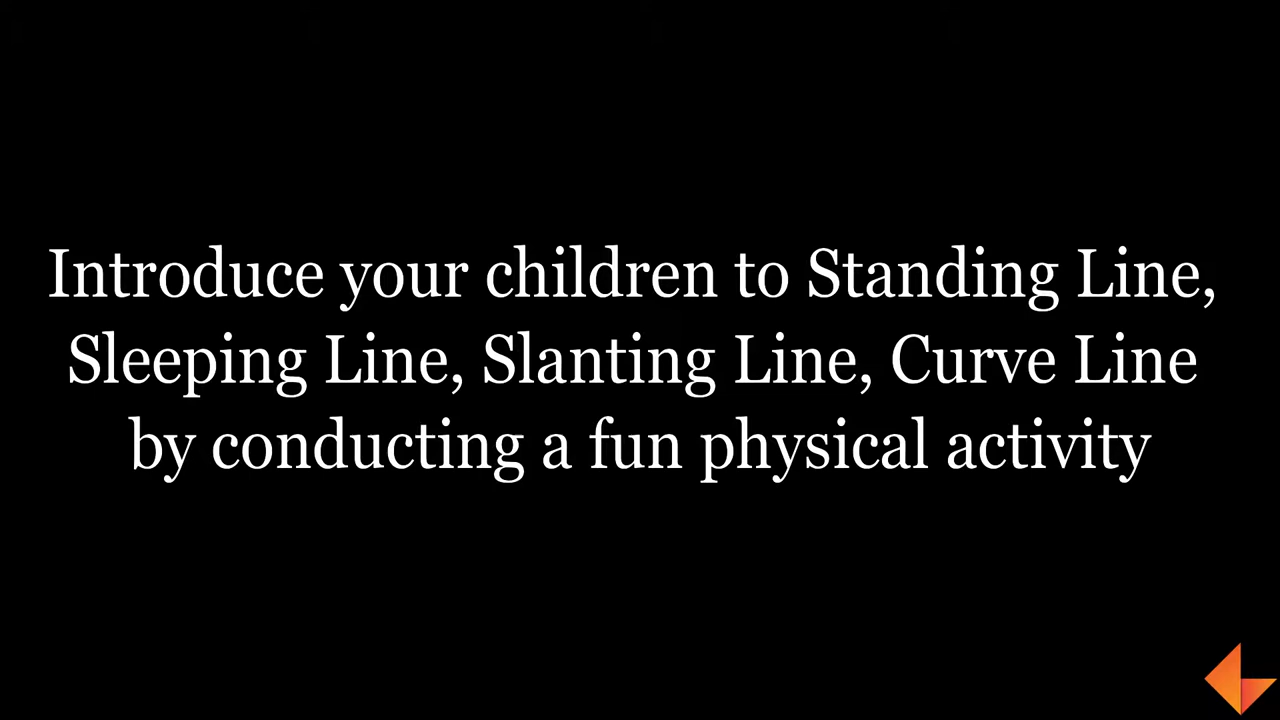 Introduce your children to Standing Line,
Sleeping Line, Slanting Line, Curve Line
by conducting a fun physical activity